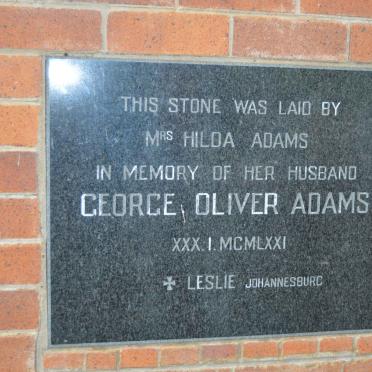 THIS STONE WAS LAID BY
MRS HILDA ADAMS
IN MEMORY OF HER HUSBAND
GEORGE OLIVER ADAMS
XXX.I.MCMLXXI
✠ LESLIE JOHANNESBURG